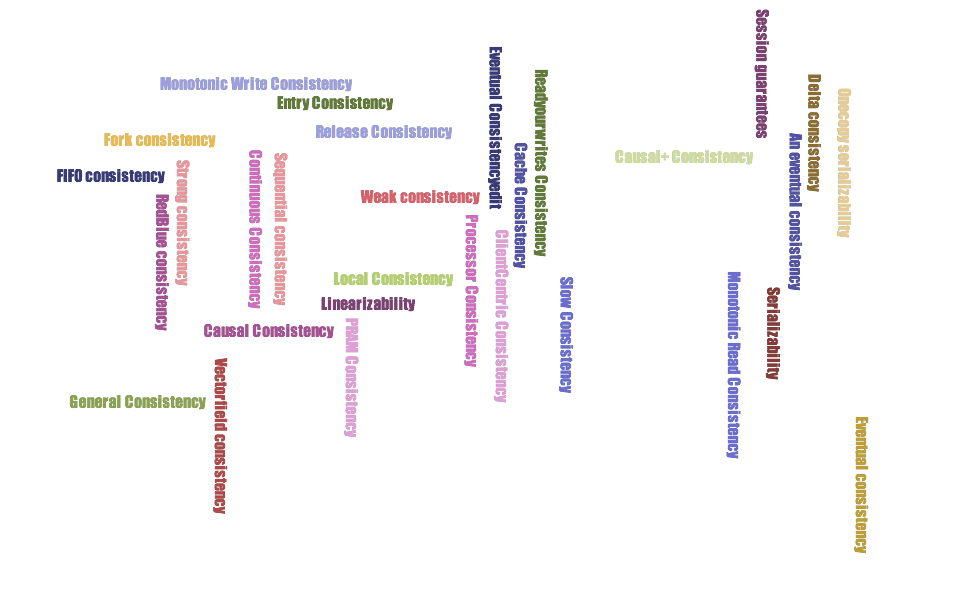 Session guarantees
Eventual Consistencyedit
Readyourwrites Consistency
Monotonic Write Consistency
Delta consistency
Onecopy serializability
Entry Consistency
Release Consistency
Fork consistency
An eventual consistency
Cache Consistency
Causal+ Consistency
Continuous Consistency
Sequential consistency
Strong consistency
FIFO consistency
Weak consistency
RedBlue consistency
Processor Consistency
ClientCentric Consistency
Local Consistency
Monotonic Read Consistency
Slow Consistency
Serializability
Linearizability
PRAM Consistency
Causal Consistency
Vectorfield consistency
General Consistency
Eventual consistency